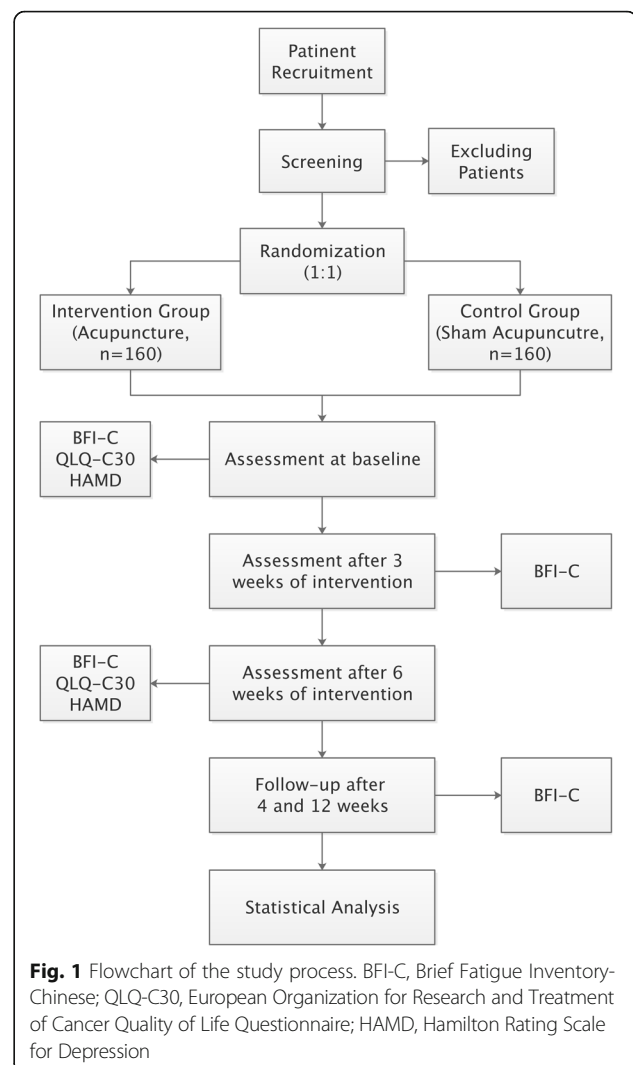 Patinent
Recruitment
Screening
Excluding
Patients
Randomization
(1:1)
Intervention Group
(Acupuncture,
n=160)
Control Group
(Sham Acupuncutre,
n=160)
BFI-C
QLQ-C30
HAMD
Assessment at baseline
Assessment after 3
weeks of intervention
BFI-C
BFI-C
QLQ-C30
HAMD
Assessment after 6
weeks of intervention
Follow-up after
4 and 12 weeks
BFI-C
Statistical Analysis
Fig. 1 Flowchart of the study process. BFI-C, Brief Fatigue Inventory-
Chinese; QLQ-C30, European Organization for Research and Treatment
of Cancer Quality of Life Questionnaire; HAMD, Hamilton Rating Scale
for Depression